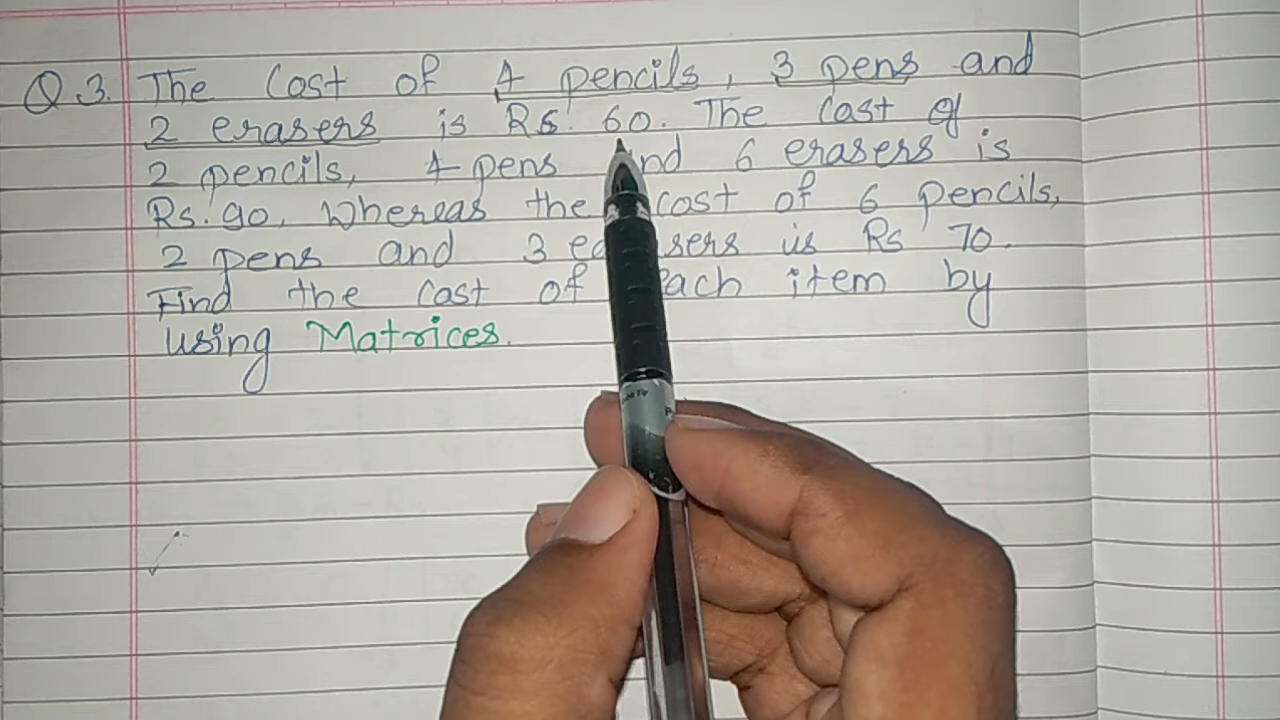 Q 3. The Cost of 4 pencils, 3 pens and
2 erasers is Rs. 60. The Cost of
2 pencils, 4 pens and 6 erasers is
Rs. 90. Whereas the cost of 6 pencils,
2 pens and 3 erasers is Rs 70.
Find the Cost of each item by
using Matrices.